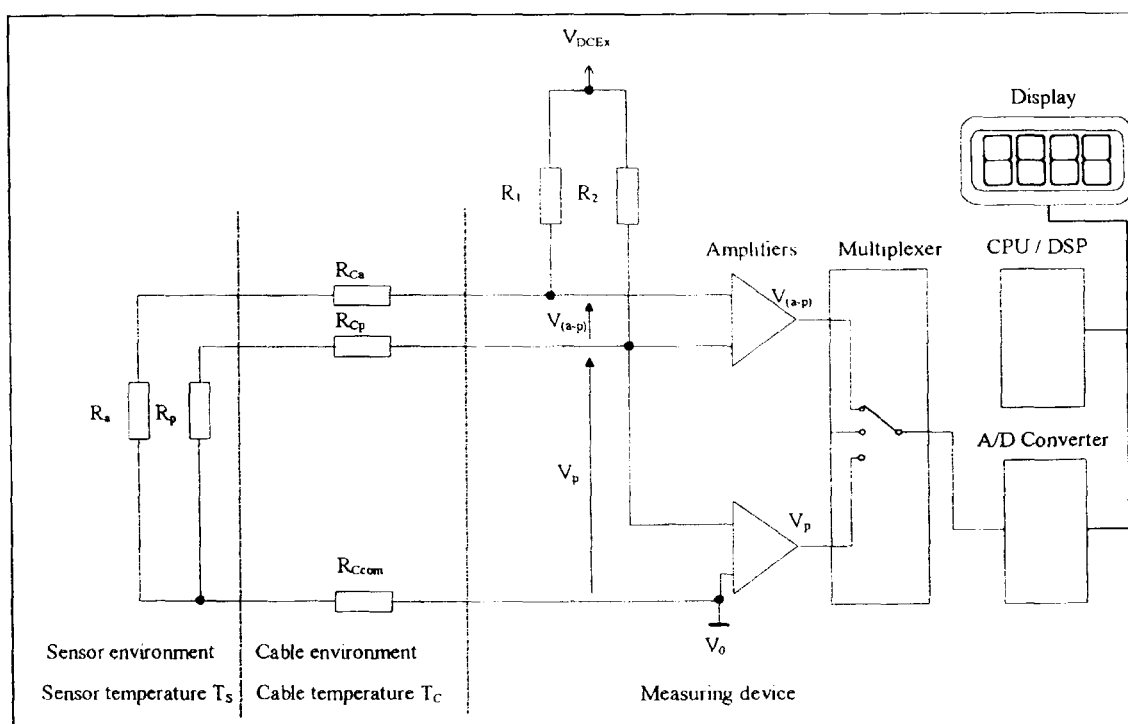 V_DCEx
Display
R_1
R_2
Amplifiers
Multiplexer
CPU / DSP
R_Ca
V_(a-p)
R_Cp
V_(a-p)
R_a
R_p
A/D Converter
V_p
V_p
R_Ccom
V_0
Sensor environment
Cable environment
Sensor temperature T_S
Cable temperature T_C
Measuring device